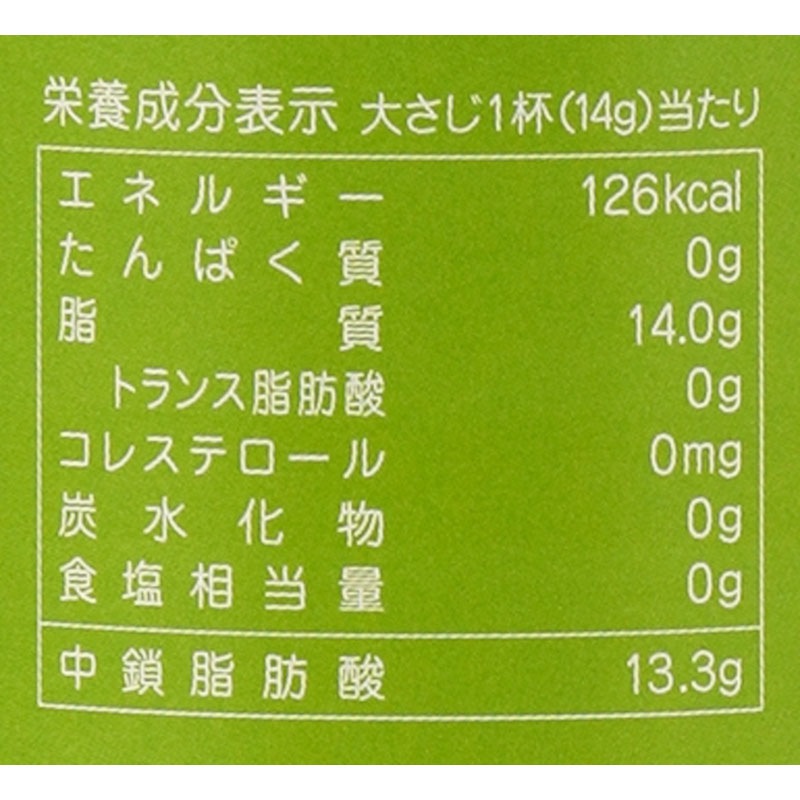 栄養成分表示 大さじ1杯(14g)当たり
エネルギー 126kcal
たんぱく質 0g
脂質 14.0g
トランス脂肪酸 0g
コレステロール 0mg
炭水化物 0g
食塩相当量 0g
中鎖脂肪酸 13.3g